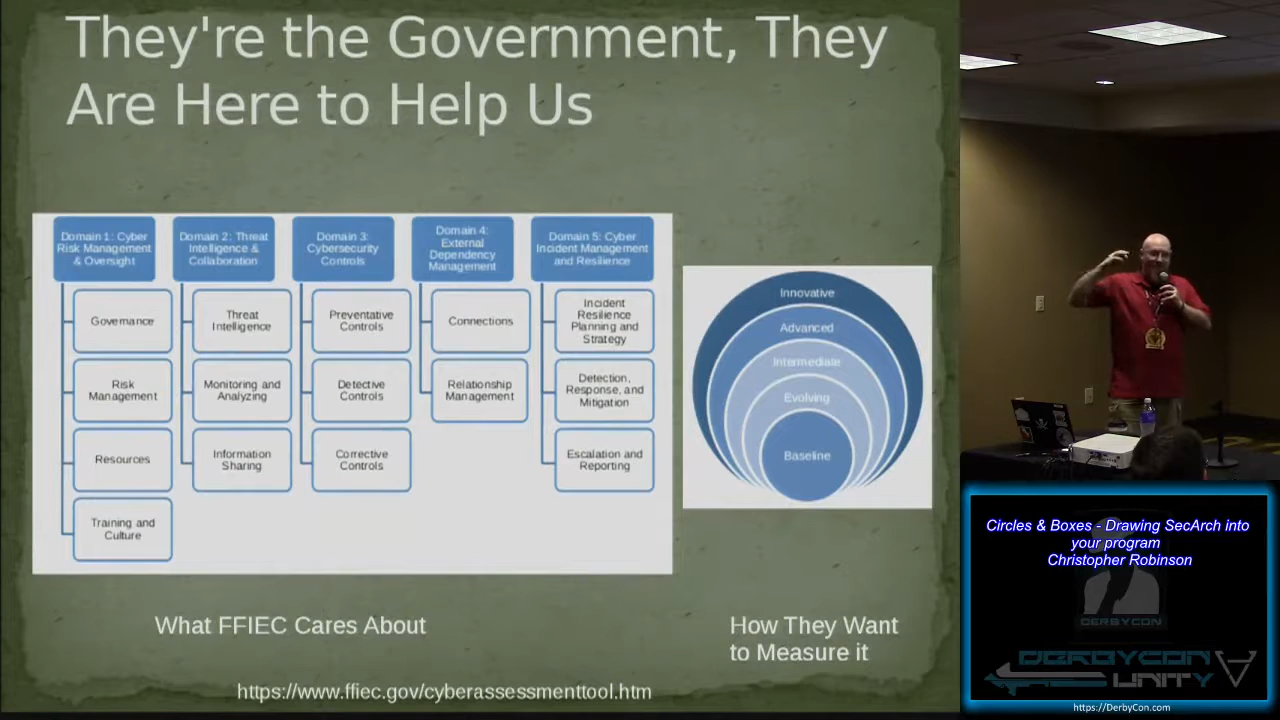 They're the Government, They
Are Here to Help Us
Domain 1: Cyber
Risk Management
& Oversight
Governance
Risk
Management
Resources
Training and
Culture
Domain 2: Threat
Intelligence &
Collaboration
Threat
Intelligence
Monitoring and
Analyzing
Information
Sharing
Domain 3:
Cybersecurity
Controls
Preventative
Controls
Detective
Controls
Corrective
Controls
Domain 4:
External
Dependency
Management
Connections
Relationship
Management
Domain 5: Cyber
Incident Management
and Resilience
Incident
Resilience
Planning and
Strategy
Detection,
Response, and
Mitigation
Escalation and
Reporting
Innovative
Advanced
Intermediate
Evolving
Baseline
What FFIEC Cares About
How They Want
to Measure it
https://www.ffiec.gov/cyberassessmenttool.htm
Circles & Boxes - Drawing SecArch into
your program
Christopher Robinson
DERBYCON
DERBYCON
UNITY
https://DerbyCon.com